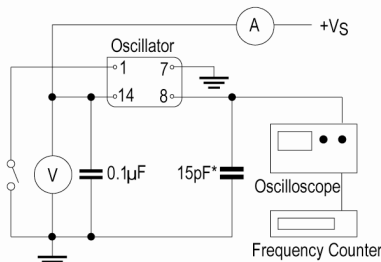 A
+VS
Oscillator
1 7
14 8
V
0.1µF
15pF*
Oscilloscope
Frequency Counter